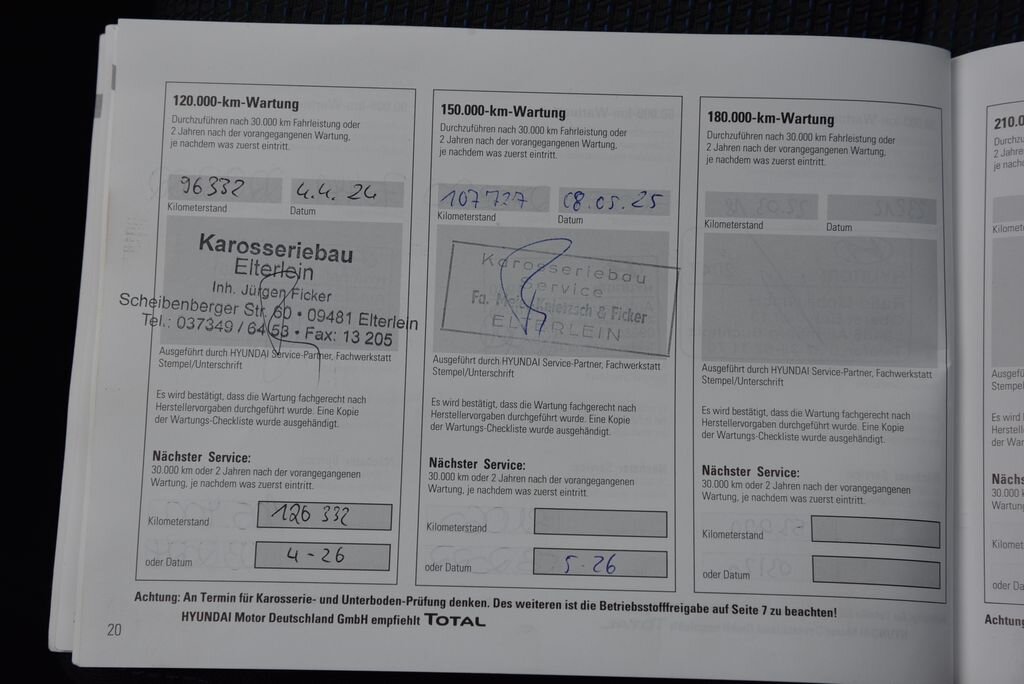 120.000-km-Wartung
Durchzuführen nach 30.000 km Fahrleistung oder
2 Jahren nach der vorangegangenen Wartung,
je nachdem was zuerst eintritt.
96332
4.4. 24
Kilometerstand
Datum
Karosseriebau
Elterlein
Inh. Jürgen Ficker
Scheibenberger Str. 60 • 09481 Elterlein
Tel.: 037349 / 64 53 • Fax: 13 205
Ausgeführt durch HYUNDAI Service-Partner, Fachwerkstatt
Stempel/Unterschrift
Es wird bestätigt, dass die Wartung fachgerecht nach
Herstellervorgaben durchgeführt wurde. Eine Kopie
der Wartungs-Checkliste wurde ausgehändigt.
Nächster Service:
30.000 km oder 2 Jahren nach der vorangegangenen
Wartung, je nachdem was zuerst eintritt.
Kilometerstand
126 332
oder Datum
4-26
150.000-km-Wartung
Durchzuführen nach 30.000 km Fahrleistung oder
2 Jahren nach der vorangegangenen Wartung,
je nachdem was zuerst eintritt.
107727
08.05.25
Kilometerstand
Datum
Karosseriebau
Service
Fa. & Ficker
ELTERLEIN
Ausgeführt durch HYUNDAI Service-Partner, Fachwerkstatt
Stempel/Unterschrift
Es wird bestätigt, dass die Wartung fachgerecht nach
Herstellervorgaben durchgeführt wurde. Eine Kopie
der Wartungs-Checkliste wurde ausgehändigt.
Nächster Service:
30.000 km oder 2 Jahren nach der vorangegangenen
Wartung, je nachdem was zuerst eintritt.
Kilometerstand
oder Datum
5-26
180.000-km-Wartung
Durchzuführen nach 30.000 km Fahrleistung oder
2 Jahren nach der vorangegangenen Wartung,
je nachdem was zuerst eintritt.
Kilometerstand
Datum
Ausgeführt durch HYUNDAI Service-Partner, Fachwerkstatt
Stempel/Unterschrift
Es wird bestätigt, dass die Wartung fachgerecht nach
Herstellervorgaben durchgeführt wurde. Eine Kopie
der Wartungs-Checkliste wurde ausgehändigt.
Nächster Service:
30.000 km oder 2 Jahren nach der vorangegangenen
Wartung, je nachdem was zuerst eintritt.
Kilometerstand
oder Datum
Achtung: An Termin für Karosserie- und Unterboden-Prüfung denken. Des weiteren ist die Betriebsstofffreigabe auf Seite 7 zu beachten!
HYUNDAI Motor Deutschland GmbH empfiehlt TOTAL
20